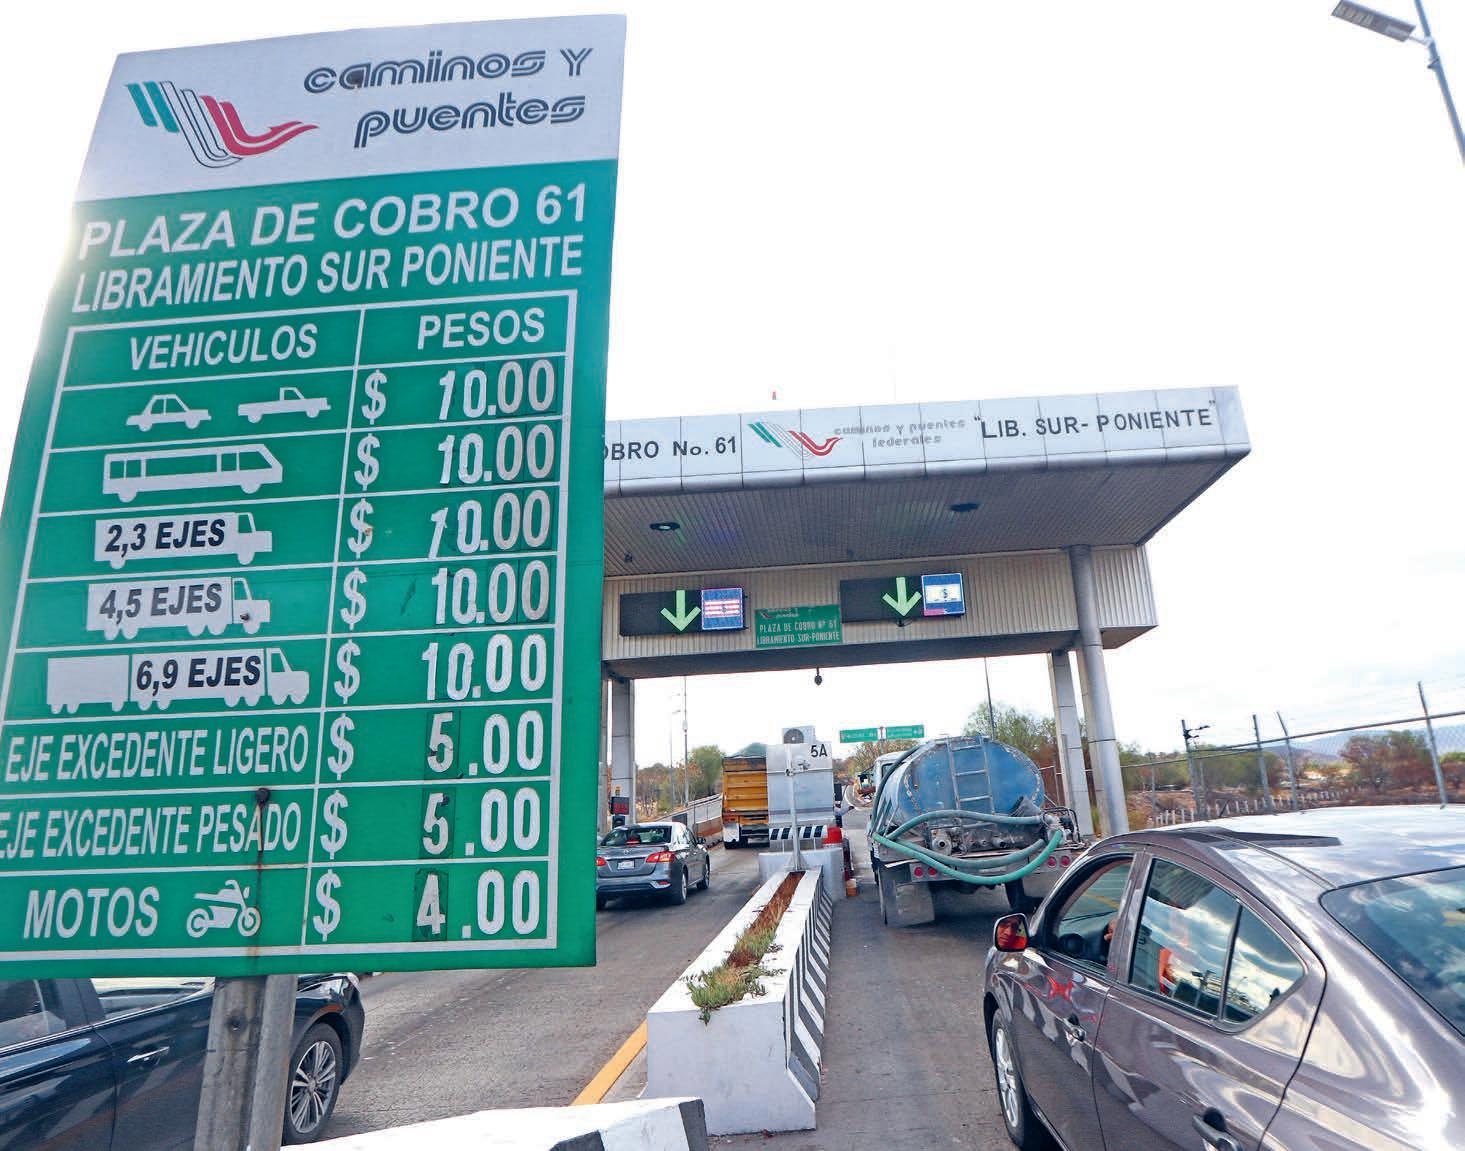 caminos y
puentes
PLAZA DE COBRO 61
LIBRAMIENTO SUR PONIENTE
VEHICULOS PESOS
$ 10.00
$ 10.00
2,3 EJES $ 10.00
4,5 EJES $ 10.00
6,9 EJES $ 10.00
EJE EXCEDENTE LIGERO $ 5.00
EJE EXCEDENTE PESADO $ 5.00
MOTOS $ 4.00
OBRO No. 61
caminos y puentes
federales
"LIB. SUR- PONIENTE"
$
PLAZA DE COBRO Nº 61
LIBRAMIENTO SUR-PONIENTE
5A